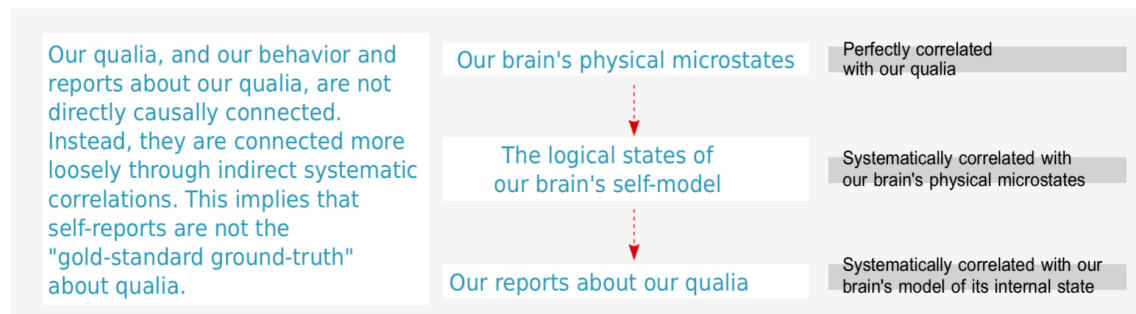 Our qualia, and our behavior and
reports about our qualia, are not
directly causally connected.
Instead, they are connected more
loosely through indirect systematic
correlations. This implies that
self-reports are not the
"gold-standard ground-truth"
about qualia.
Our brain's physical microstates
Perfectly correlated
with our qualia
The logical states of
our brain's self-model
Systematically correlated with
our brain's physical microstates
Our reports about our qualia
Systematically correlated with our
brain's model of its internal state